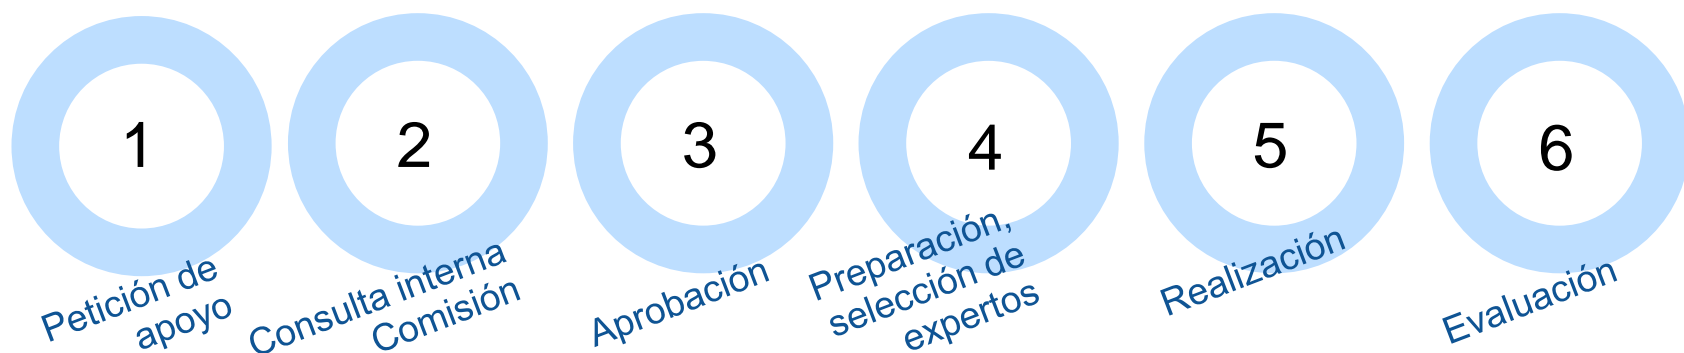 1
Petición de
apoyo
2
Consulta interna
Comisión
3
Aprobación
4
Preparación,
selección de
expertos
5
Realización
6
Evaluación